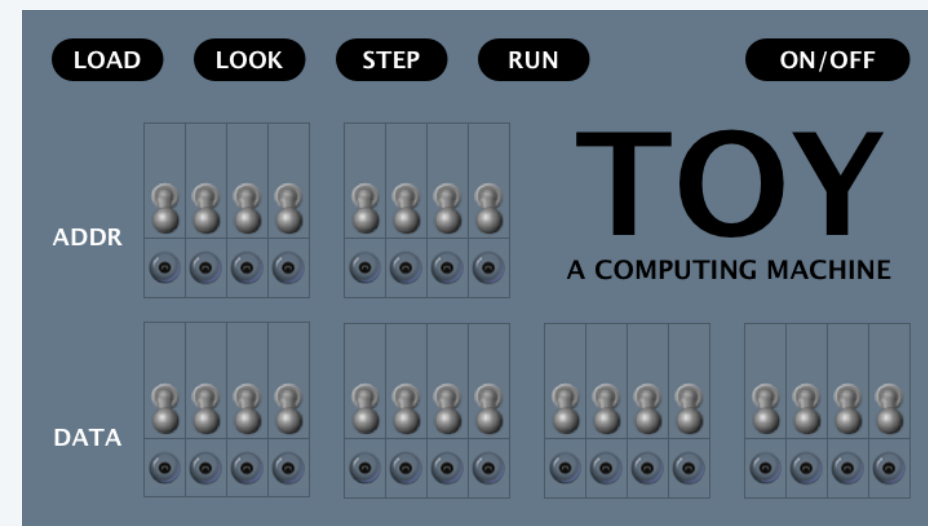 LOAD LOOK STEP RUN ON/OFF
TOY
ADDR
A COMPUTING MACHINE
DATA